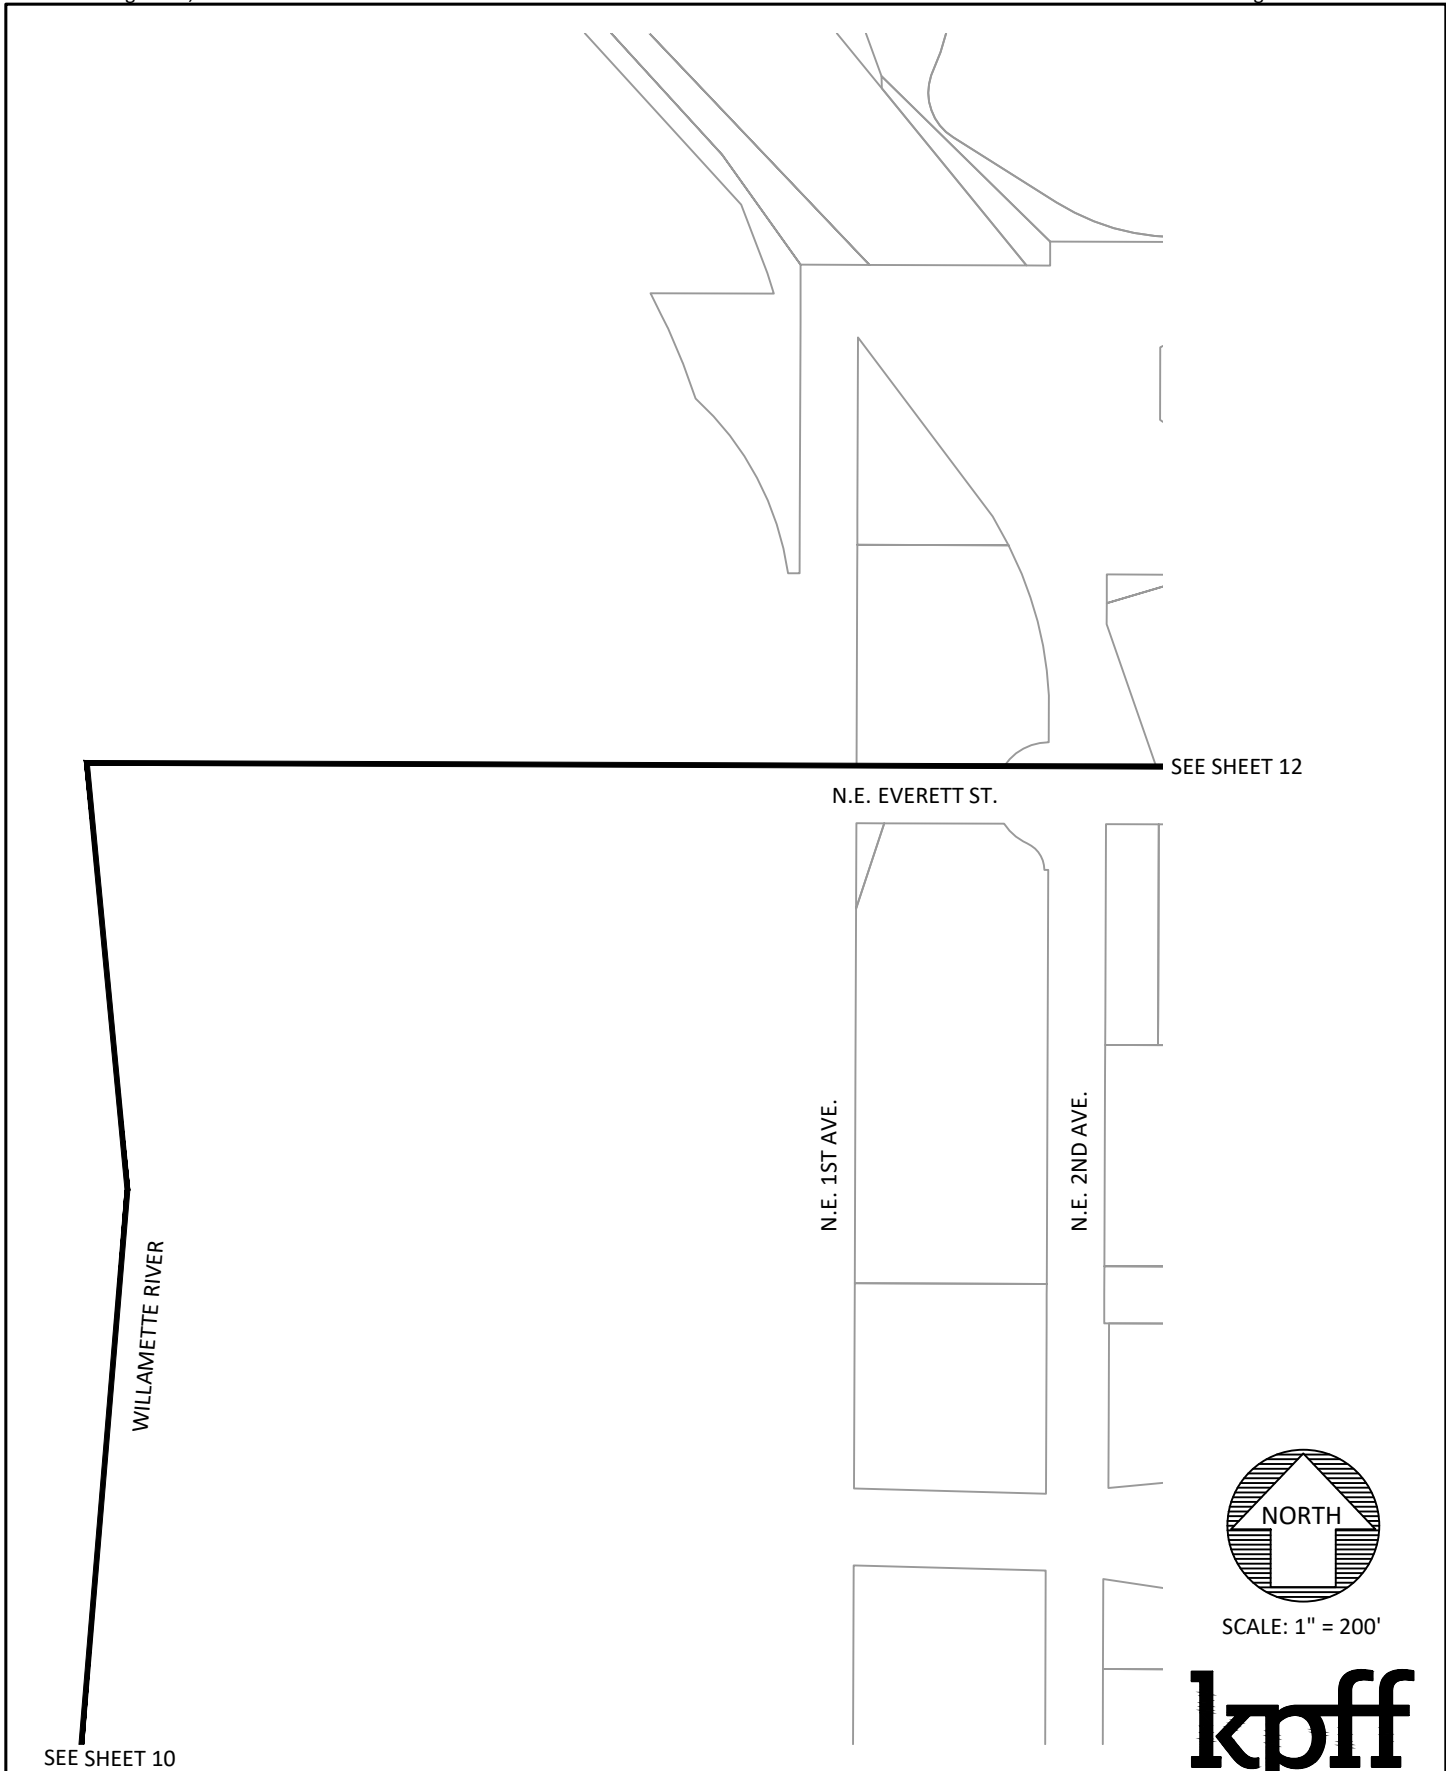 SEE SHEET 12
N.E. EVERETT ST.
N.E. 1ST AVE.
N.E. 2ND AVE.
WILLAMETTE RIVER
NORTH
SCALE: 1" = 200'
SEE SHEET 10
kpff